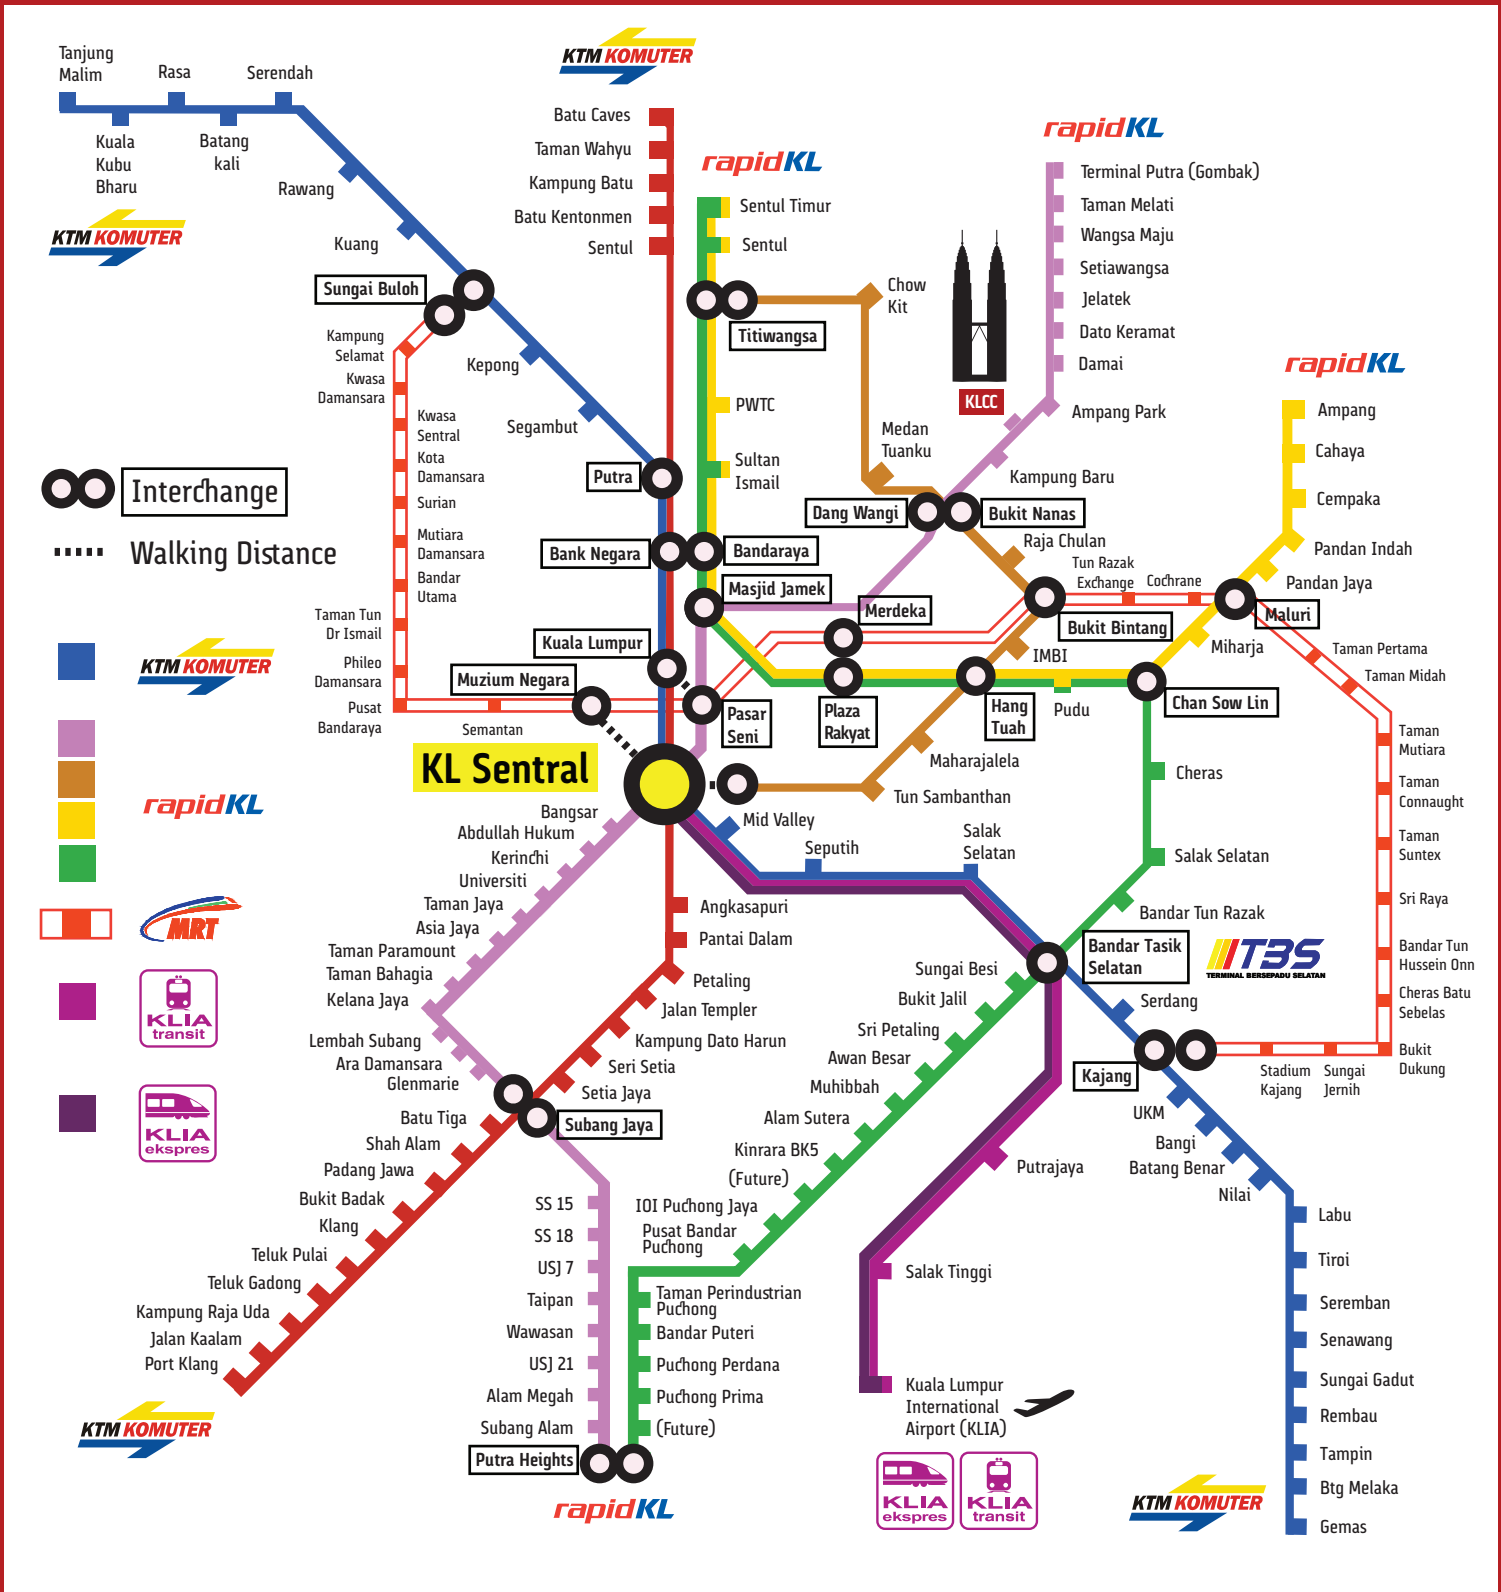 Tanjung
Malim
Rasa
Serendah
Kuala
Kubu
Bharu
Batang
kali
Rawang
Kuang
KTM KOMUTER
Sungai Buloh
Kepong
Segambut
Putra
KTM KOMUTER
Batu Caves
Taman Wahyu
Kampung Batu
Batu Kentonmen
Sentul
rapidKL
Sentul Timur
Sentul
Titiwangsa
PWTC
Sultan
Ismail
Bank Negara
Bandaraya
Masjid Jamek
Chow
Kit
Medan
Tuanku
Dang Wangi
Bukit Nanas
Raja Chulan
KLCC
rapidKL
Terminal Putra (Gombak)
Taman Melati
Wangsa Maju
Setiawangsa
Jelatek
Dato Keramat
Damai
Ampang Park
Kampung Baru
rapidKL
Ampang
Cahaya
Cempaka
Pandan Indah
Pandan Jaya
Maluri
Miharja
Tun Razak
Exchange
Cochrane
Bukit Bintang
IMBI
Merdeka
Plaza
Rakyat
Hang
Tuah
Pudu
Chan Sow Lin
Maharajalela
Tun Sambanthan
Kampung
Selamat
Kwasa
Damansara
Kwasa
Sentral
Kota
Damansara
Surian
Mutiara
Damansara
Bandar
Utama
Taman Tun
Dr Ismail
Phileo
Damansara
Pusat
Bandaraya
Semantan
Muzium Negara
Kuala Lumpur
Pasar
Seni
KL Sentral
Interchange
Walking Distance
KTM KOMUTER
rapidKL
MRT
KLIA
transit
KLIA
ekspres
Taman Pertama
Taman Midah
Taman
Mutiara
Taman
Connaught
Taman
Suntex
Sri Raya
Bandar Tun
Hussein Onn
Cheras Batu
Sebelas
Bukit
Dukung
Sungai
Jernih
Stadium
Kajang
Kajang
Cheras
Salak Selatan
Bandar Tun Razak
Bandar Tasik
Selatan
TBS
TERMINAL BERSEPADU SELATAN
Mid Valley
Seputih
Salak
Selatan
Serdang
UKM
Bangi
Batang Benar
Nilai
Labu
Tiroi
Seremban
Senawang
Sungai Gadut
Rembau
Tampin
Btg Melaka
Gemas
KTM KOMUTER
Bangsar
Abdullah Hukum
Kerinchi
Universiti
Taman Jaya
Asia Jaya
Taman Paramount
Taman Bahagia
Kelana Jaya
Lembah Subang
Ara Damansara
Glenmarie
Subang Jaya
SS 15
SS 18
USJ 7
Taipan
Wawasan
USJ 21
Alam Megah
Subang Alam
Putra Heights
rapidKL
Angkasapuri
Pantai Dalam
Petaling
Jalan Templer
Kampung Dato Harun
Seri Setia
Setia Jaya
Batu Tiga
Shah Alam
Padang Jawa
Bukit Badak
Klang
Teluk Pulai
Teluk Gadong
Kampung Raja Uda
Jalan Kaalam
Port Klang
KTM KOMUTER
Sungai Besi
Bukit Jalil
Sri Petaling
Awan Besar
Muhibbah
Alam Sutera
Kinrara BK5
(Future)
IOI Puchong Jaya
Pusat Bandar
Puchong
Taman Perindustrian
Puchong
Bandar Puteri
Puchong Perdana
Puchong Prima
(Future)
Putrajaya
Salak Tinggi
Kuala Lumpur
International
Airport (KLIA)
KLIA
ekspres
KLIA
transit